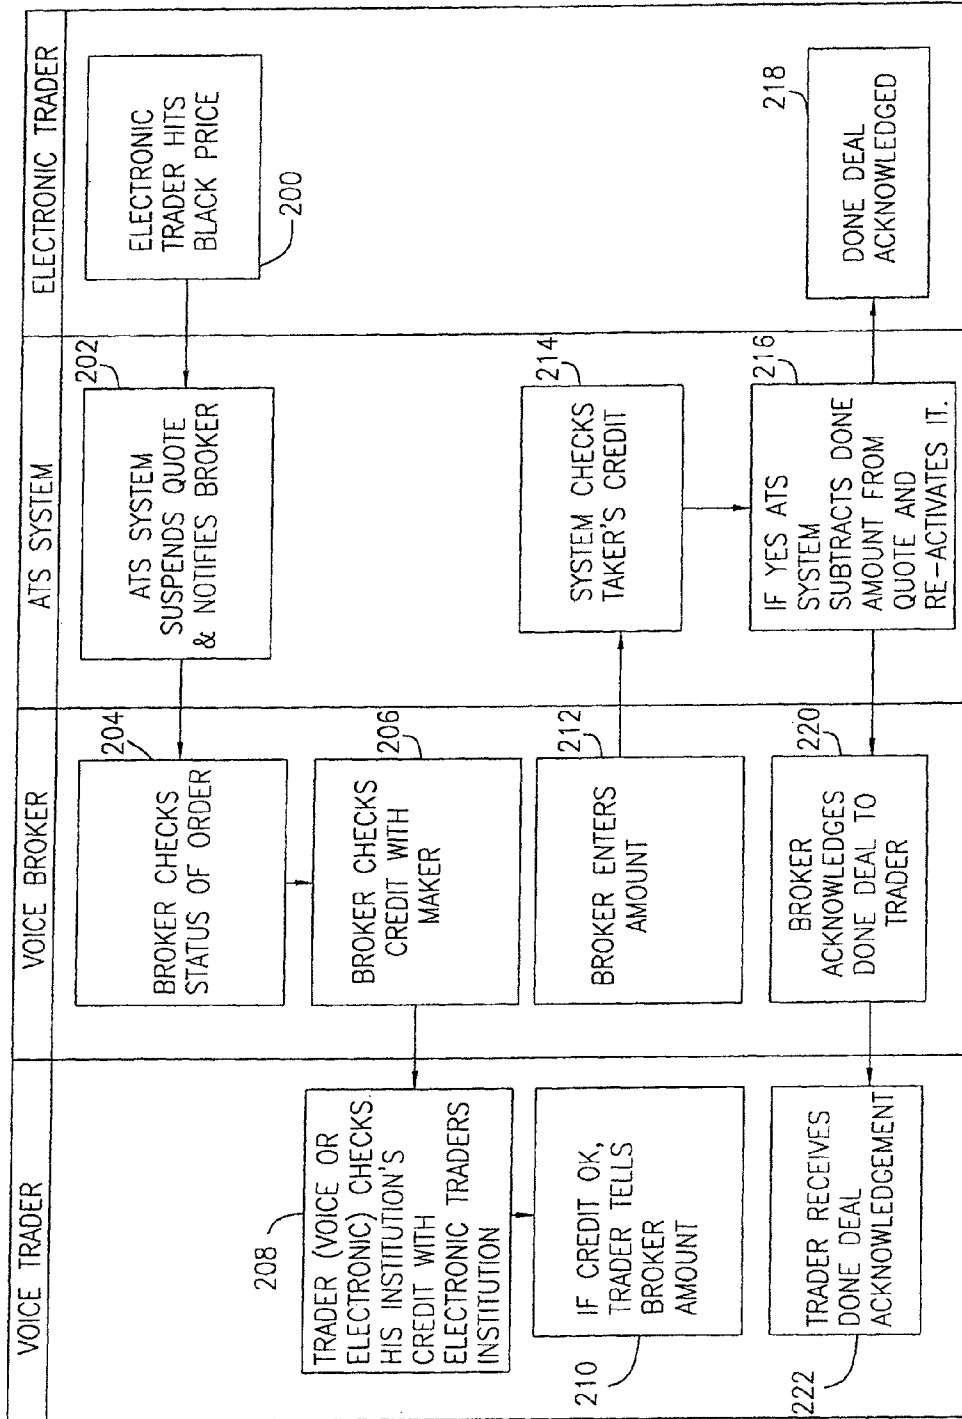 VOICE TRADER
VOICE BROKER
ATS SYSTEM
ELECTRONIC TRADER
ELECTRONIC
TRADER HITS
BLACK PRICE
200
202
ATS SYSTEM
SUSPENDS QUOTE
& NOTIFIES BROKER
204
BROKER CHECKS
STATUS OF ORDER
206
BROKER CHECKS
CREDIT WITH
MAKER
208
TRADER (VOICE OR
ELECTRONIC) CHECKS.
HIS INSTITUTION'S
CREDIT WITH
ELECTRONIC TRADERS
INSTITUTION
210
IF CREDIT OK,
TRADER TELLS
BROKER
AMOUNT
212
BROKER ENTERS
AMOUNT
214
SYSTEM CHECKS
TAKER'S CREDIT
216
IF YES ATS
SYSTEM
SUBTRACTS DONE
AMOUNT FROM
QUOTE AND
RE-ACTIVATES IT.
218
DONE DEAL
ACKNOWLEDGED
220
BROKER
ACKNOWLEDGES
DONE DEAL TO
TRADER
222
TRADER RECEIVES
DONE DEAL
ACKNOWLEDGEMENT